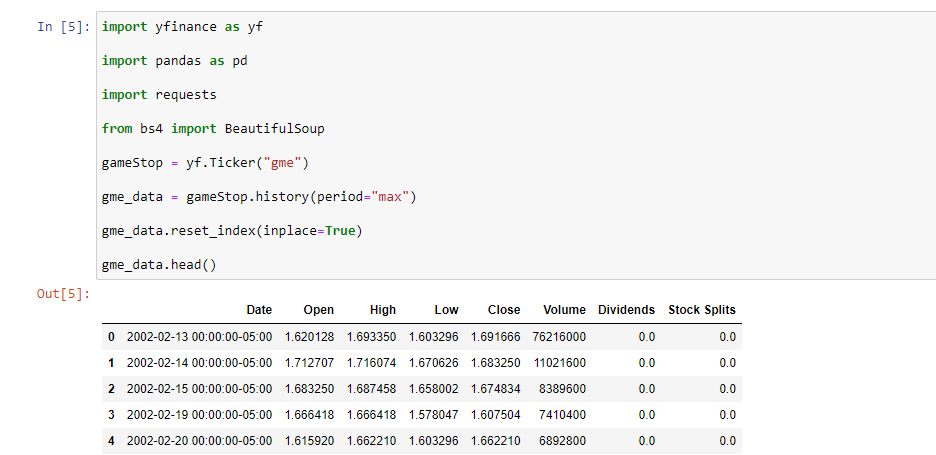 In [5]: import yfinance as yf
import pandas as pd
import requests
from bs4 import BeautifulSoup
gameStop = yf.Ticker("gme")
gme_data = gameStop.history(period="max")
gme_data.reset_index(inplace=True)
gme_data.head()
Out[5]:
Date Open High Low Close Volume Dividends Stock Splits
0 2002-02-13 00:00:00-05:00 1.620128 1.693350 1.603296 1.691666 76216000 0.0 0.0
1 2002-02-14 00:00:00-05:00 1.712707 1.716074 1.670626 1.683250 11021600 0.0 0.0
2 2002-02-15 00:00:00-05:00 1.683250 1.687458 1.658002 1.674834 8389600 0.0 0.0
3 2002-02-19 00:00:00-05:00 1.666418 1.666418 1.578047 1.607504 7410400 0.0 0.0
4 2002-02-20 00:00:00-05:00 1.615920 1.662210 1.603296 1.662210 6892800 0.0 0.0